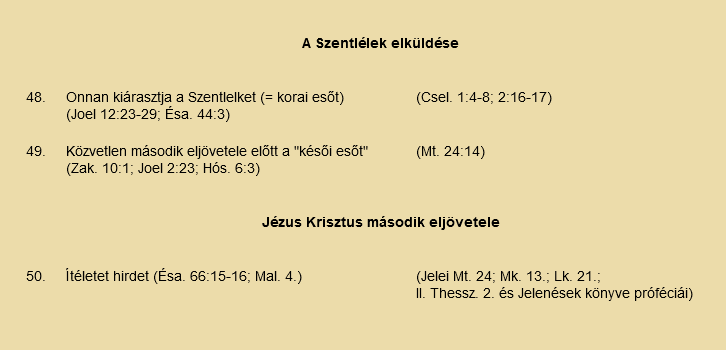 A Szentlélek elküldése
48. Onnan kiárasztja a Szentlelket (= korai esőt) (Csel. 1:4-8; 2:16-17)
(Joel 12:23-29; Ésa. 44:3)
49. Közvetlen második eljövetele előtt a "késői esőt" (Mt. 24:14)
(Zak. 10:1; Joel 2:23; Hós. 6:3)
Jézus Krisztus második eljövetele
50. Ítéletet hirdet (Ésa. 66:15-16; Mal. 4.) (Jelei Mt. 24; Mk. 13.; Lk. 21.;
II. Thessz. 2. és Jelenések könyve próféciái)